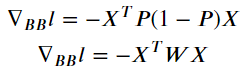 ∇_{BB} l = −X^T P(1 − P)X
∇_{BB} l = −X^T WX